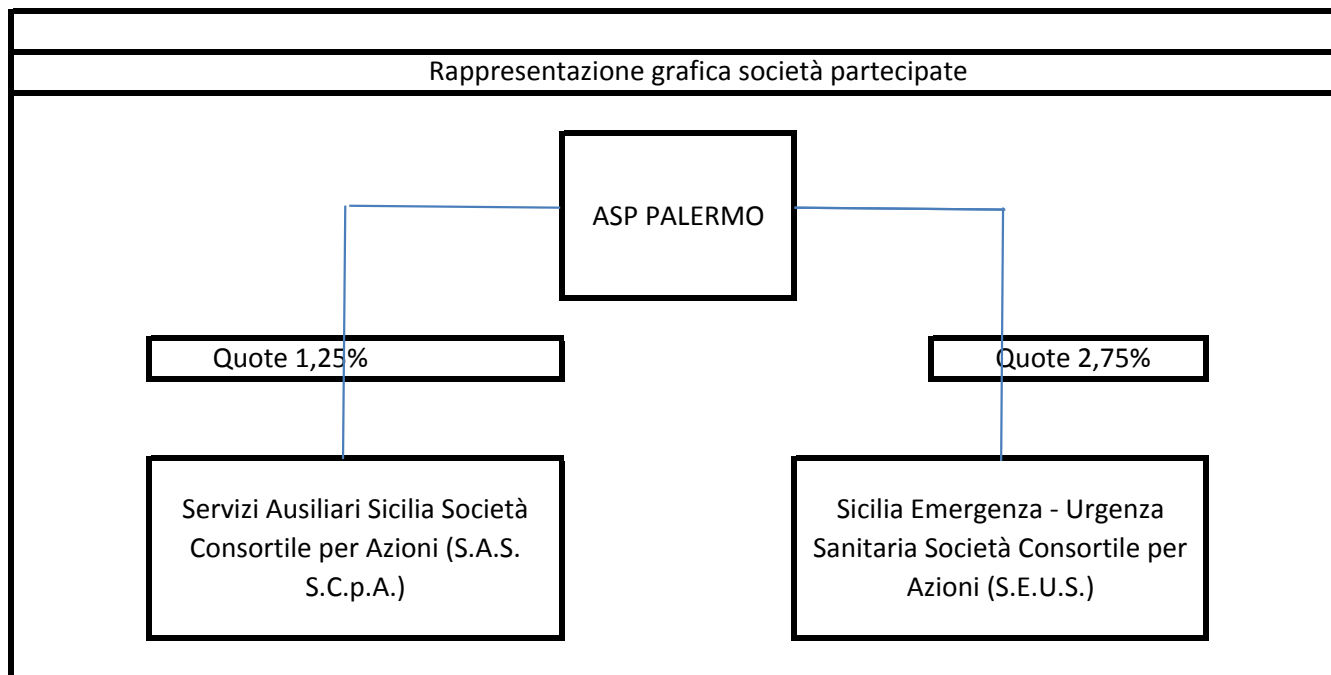 Rappresentazione grafica società partecipate
ASP PALERMO
Quote 1,25%
Quote 2,75%
Servizi Ausiliari Sicilia Società
Consortile per Azioni (S.A.S.
S.C.p.A.)
Sicilia Emergenza - Urgenza
Sanitaria Società Consortile per
Azioni (S.E.U.S.)